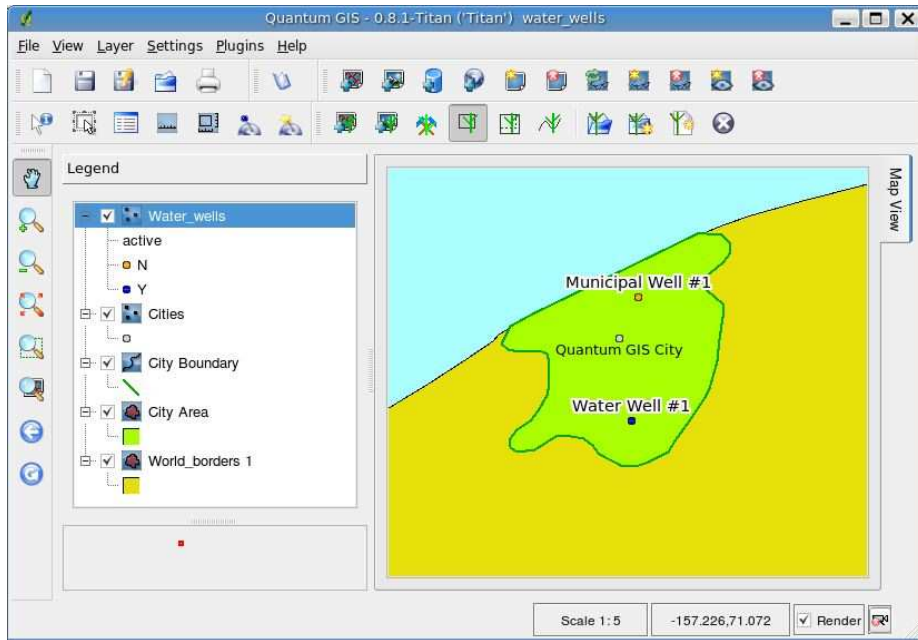 Quantum GIS - 0.8.1-Titan ('Titan')  water_wells
File View Layer Settings Plugins Help
Legend
Water_wells
active
N
Y
Cities
City Boundary
City Area
World_borders 1
Map View
Municipal Well #1
Quantum GIS City
Water Well #1
Scale 1: 5
-157.226,71.072
Render